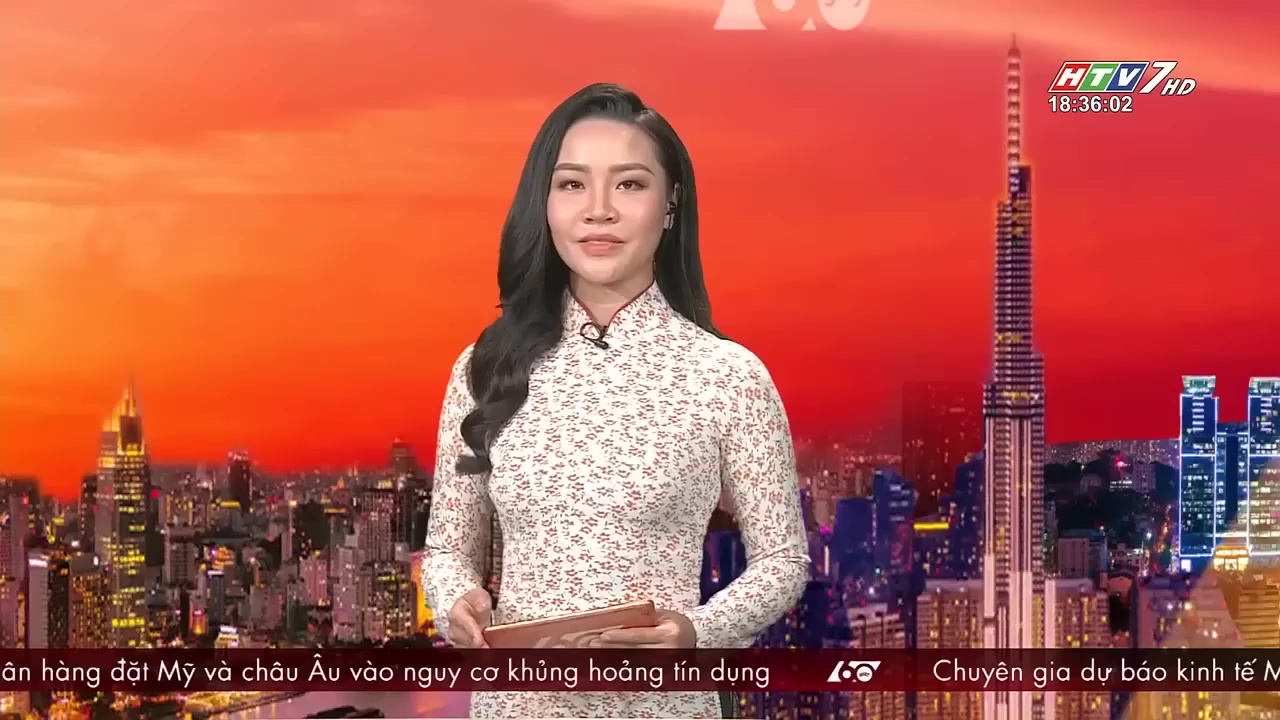 HTV7 HD
18:36:02
ân hàng đặt Mỹ và châu Âu vào nguy cơ khủng hoảng tín dụng 60 Chuyên gia dự báo kinh tế M